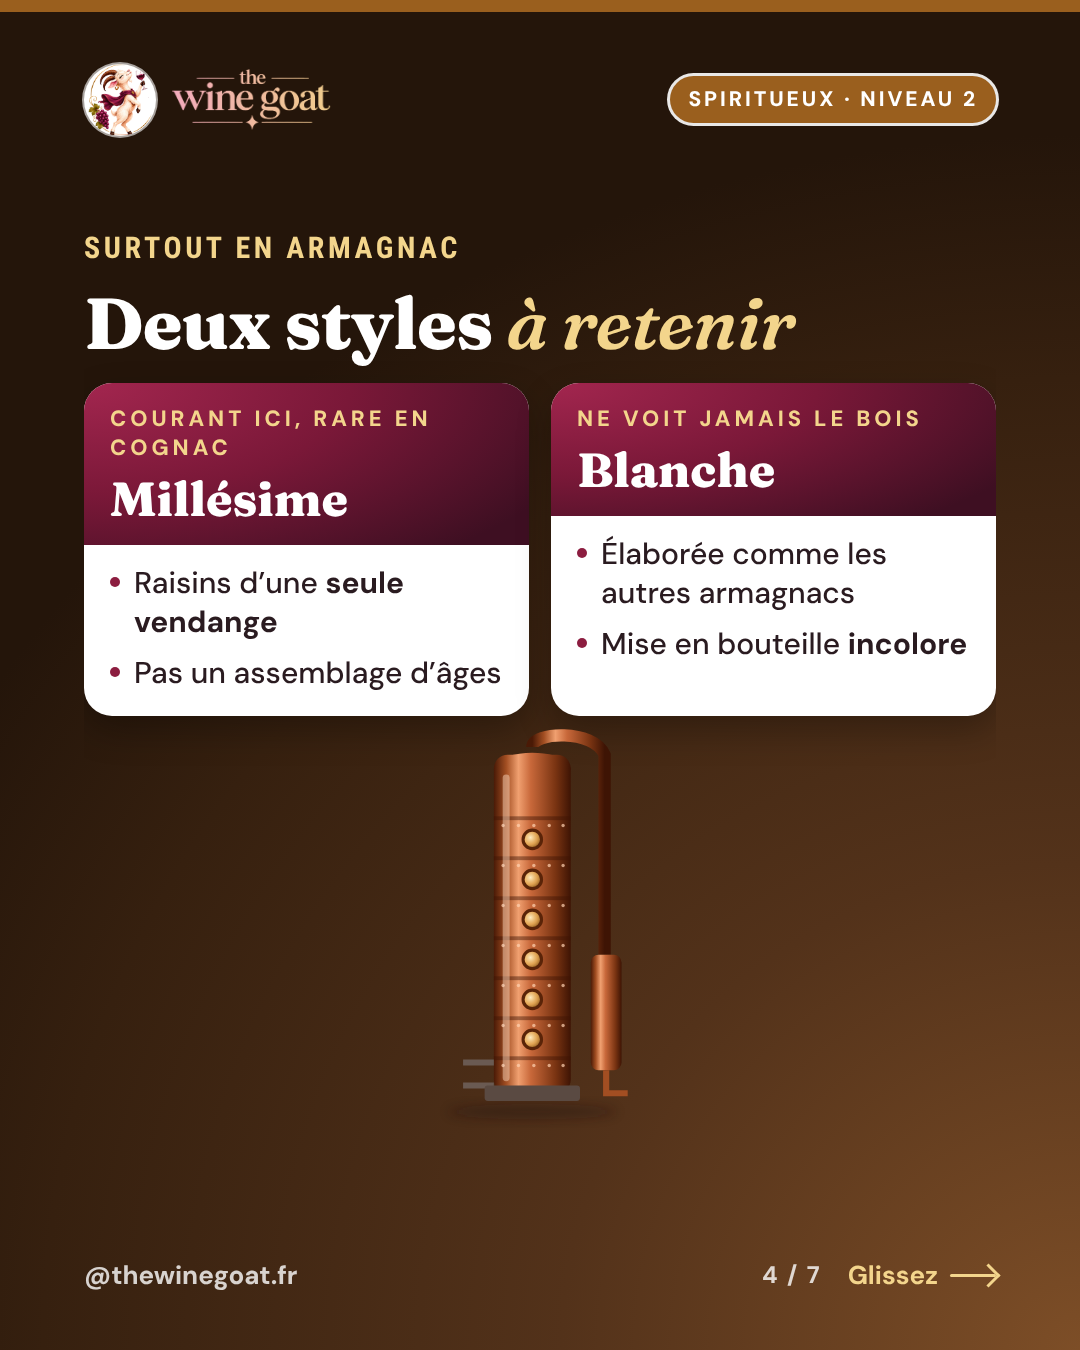 the
wine goat
SPIRITUEUX · NIVEAU 2
SURTOUT EN ARMAGNAC
Deux styles à retenir
COURANT ICI, RARE EN
COGNAC
Millésime
Raisins d’une seule
vendange
Pas un assemblage d’âges
NE VOIT JAMAIS LE BOIS
Blanche
Élaborée comme les
autres armagnacs
Mise en bouteille incolore
@thewinegoat.fr
4 / 7
Glissez